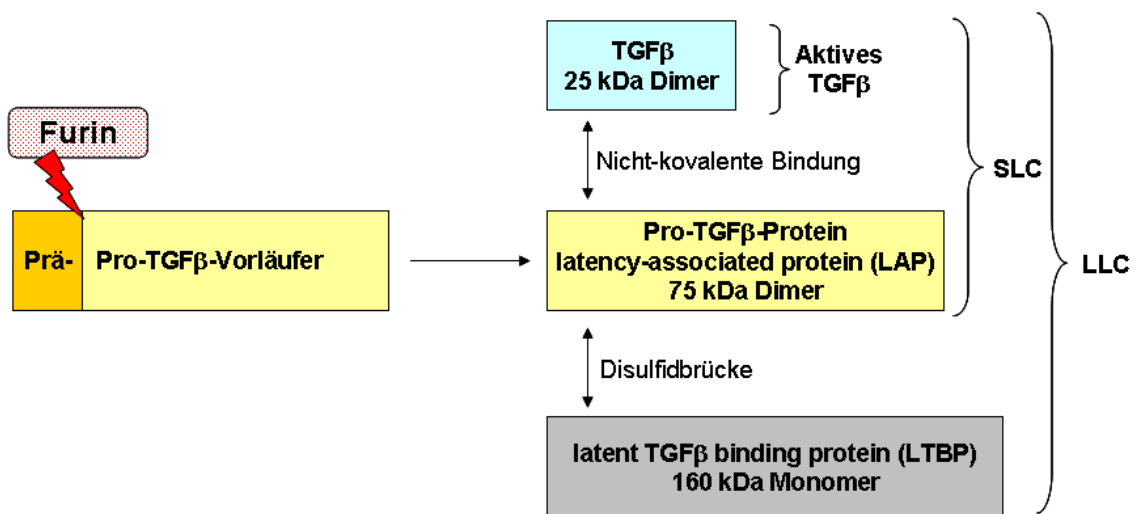 TGFβ
25 kDa Dimer
Aktives
TGFβ
Furin
Nicht-kovalente Bindung
SLC
Prä-
Pro-TGFβ-Vorläufer
Pro-TGFβ-Protein
latency-associated protein (LAP)
75 kDa Dimer
LLC
Disulfidbrücke
latent TGFβ binding protein (LTBP)
160 kDa Monomer